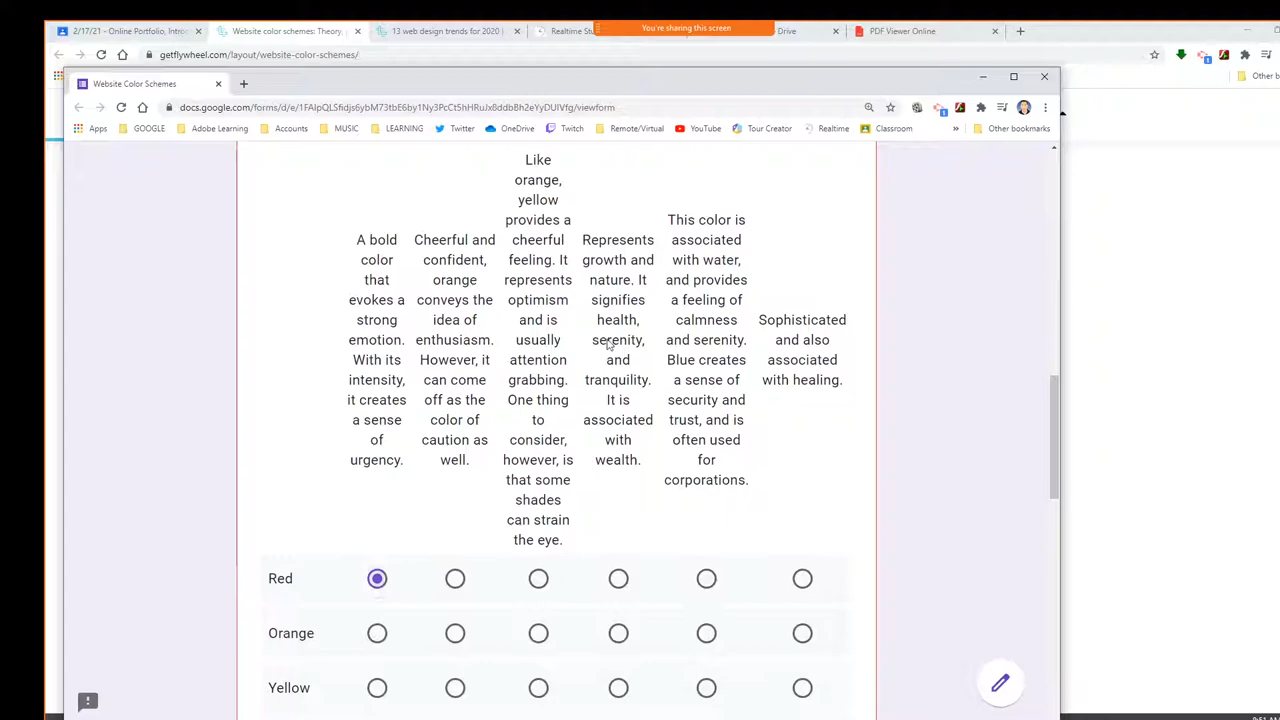 2/17/21 - Online Portfolio, Intro
Website color schemes: Theory,
13 web design trends for 2020 |
Realtime Stu
You're sharing this screen
Drive
PDF Viewer Online
getflywheel.com/layout/website-color-schemes/
Other bo
Website Color Schemes
Apps
GOOGLE
Adobe Learning
Accounts
MUSIC
LEARNING
Twitter
OneDrive
Twitch
Remote/Virtual
YouTube
Tour Creator
Realtime
Classroom
»
Other bookmarks
A bold
color
that
evokes a
strong
emotion.
With its
intensity,
it creates
a sense
of
urgency.
Cheerful and
confident,
orange
conveys the
idea of
enthusiasm.
However, it
can come
off as the
color of
caution as
well.
Like
orange,
yellow
provides a
cheerful
feeling. It
represents
optimism
and is
usually
attention
grabbing.
One thing
to
consider,
however, is
that some
shades
can strain
the eye.
Represents
growth and
nature. It
signifies
health,
serenity,
and
tranquility.
It is
associated
with
wealth.
This color is
associated
with water,
and provides
a feeling of
calmness
and serenity.
Blue creates
a sense of
security and
trust, and is
often used
for
corporations.
Sophisticated
and also
associated
with healing.
Red
Orange
Yellow